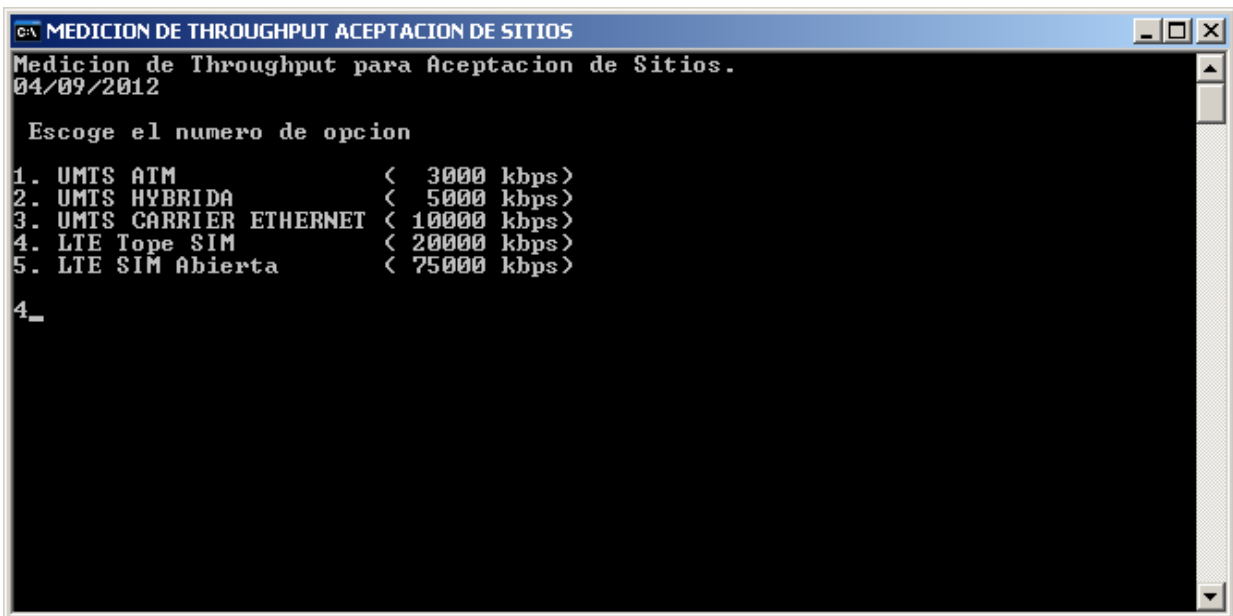 MEDICION DE THROUGHPUT ACEPTACION DE SITIOS
Medicion de Throughput para Aceptacion de Sitios.
04/09/2012
Escoge el numero de opcion
1. UMTS ATM ( 3000 kbps)
2. UMTS HYBRIDA ( 5000 kbps)
3. UMTS CARRIER ETHERNET ( 10000 kbps)
4. LTE Tope SIM ( 20000 kbps)
5. LTE SIM Abierta ( 75000 kbps)
4_